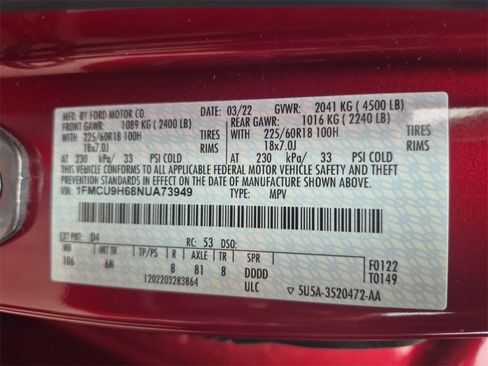 MFD. BY FORD MOTOR CO.
DATE: 03/22 GVWR: 2041 KG ( 4500 LB)
FRONT GAWR: 1089 KG ( 2400 LB) REAR GAWR: 1016 KG ( 2240 LB)
WITH 225/60R18 100H TIRES WITH 225/60R18 100H TIRES
18x7.0J RIMS 18x7.0J RIMS
AT 230 kPa/ 33 PSI COLD AT 230 kPa/ 33 PSI COLD
THIS VEHICLE CONFORMS TO ALL APPLICABLE FEDERAL MOTOR VEHICLE SAFETY AND THEFT
PREVENTION STANDARDS IN EFFECT ON THE DATE OF MANUFACTURE SHOWN ABOVE.
VIN: 1FMCU9H68NUA73949 TYPE: MPV
EXT PNT: D4 RC: 53 DSO:
WB INT TR TP/PS R AXLE TR SPR
106 6N 8 81 8 DDDD F0122
ULC T0149
1202203283864 5U5A-3520472-AA